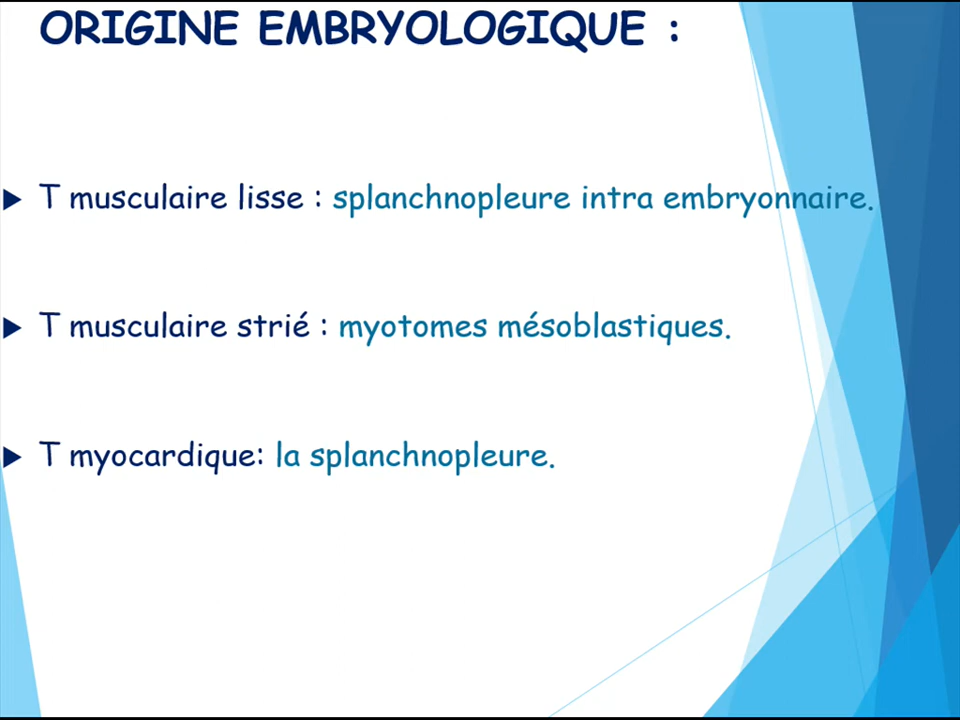 ORIGINE EMBRYOLOGIQUE :
T musculaire lisse : splanchnopleure intra embryonnaire.
T musculaire strié : myotomes mésoblastiques.
T myocardique: la splanchnopleure.